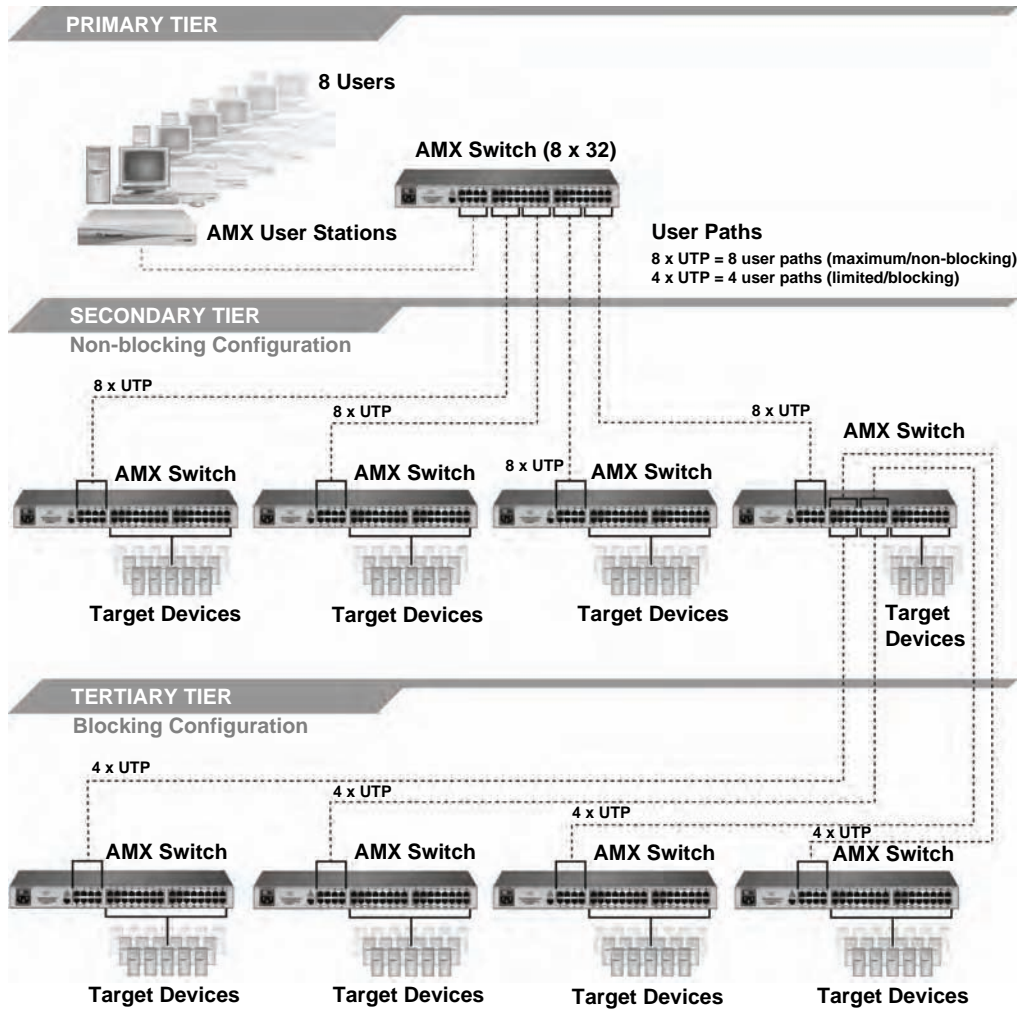 PRIMARY TIER
8 Users
AMX Switch (8 x 32)
AMX User Stations
User Paths
8 x UTP = 8 user paths (maximum/non-blocking)
4 x UTP = 4 user paths (limited/blocking)
SECONDARY TIER
Non-blocking Configuration
8 x UTP
8 x UTP
8 x UTP
8 x UTP
AMX Switch
AMX Switch
AMX Switch
AMX Switch
Target Devices
Target Devices
Target Devices
Target
Devices
TERTIARY TIER
Blocking Configuration
4 x UTP
4 x UTP
4 x UTP
4 x UTP
AMX Switch
AMX Switch
AMX Switch
AMX Switch
Target Devices
Target Devices
Target Devices
Target Devices